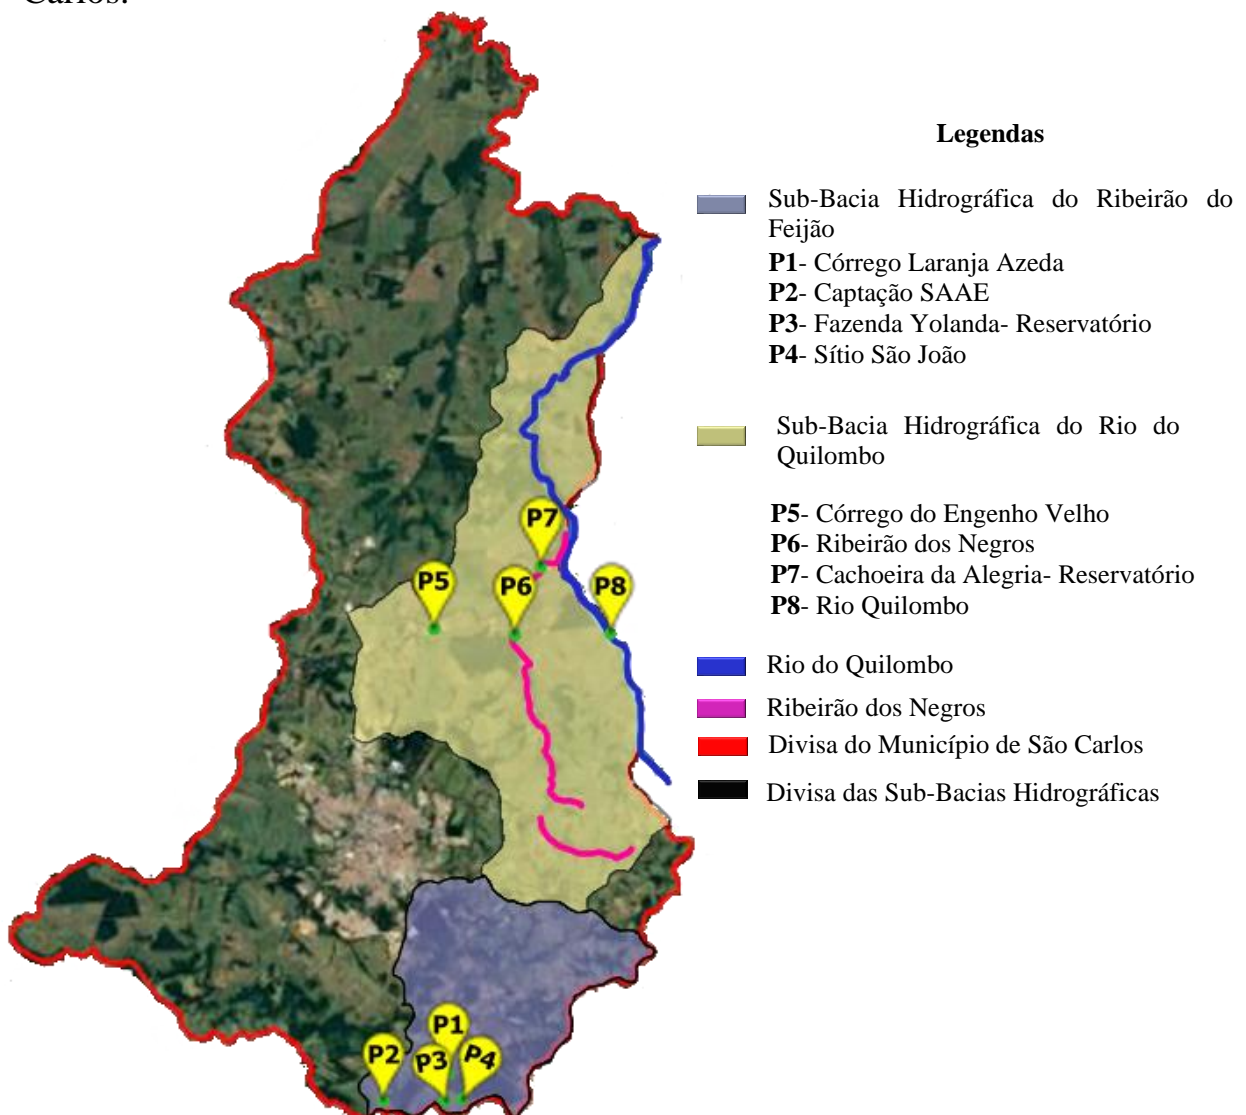 Carlos.
Legendas
Sub-Bacia Hidrográfica do Ribeirão do
Feijão
P1- Córrego Laranja Azeda
P2- Captação SAAE
P3- Fazenda Yolanda- Reservatório
P4- Sítio São João
Sub-Bacia Hidrográfica do Rio do
Quilombo
P5- Córrego do Engenho Velho
P6- Ribeirão dos Negros
P7- Cachoeira da Alegria- Reservatório
P8- Rio Quilombo
Rio do Quilombo
Ribeirão dos Negros
Divisa do Município de São Carlos
Divisa das Sub-Bacias Hidrográficas
P7
P5
P6
P8
P1
P2
P3
P4